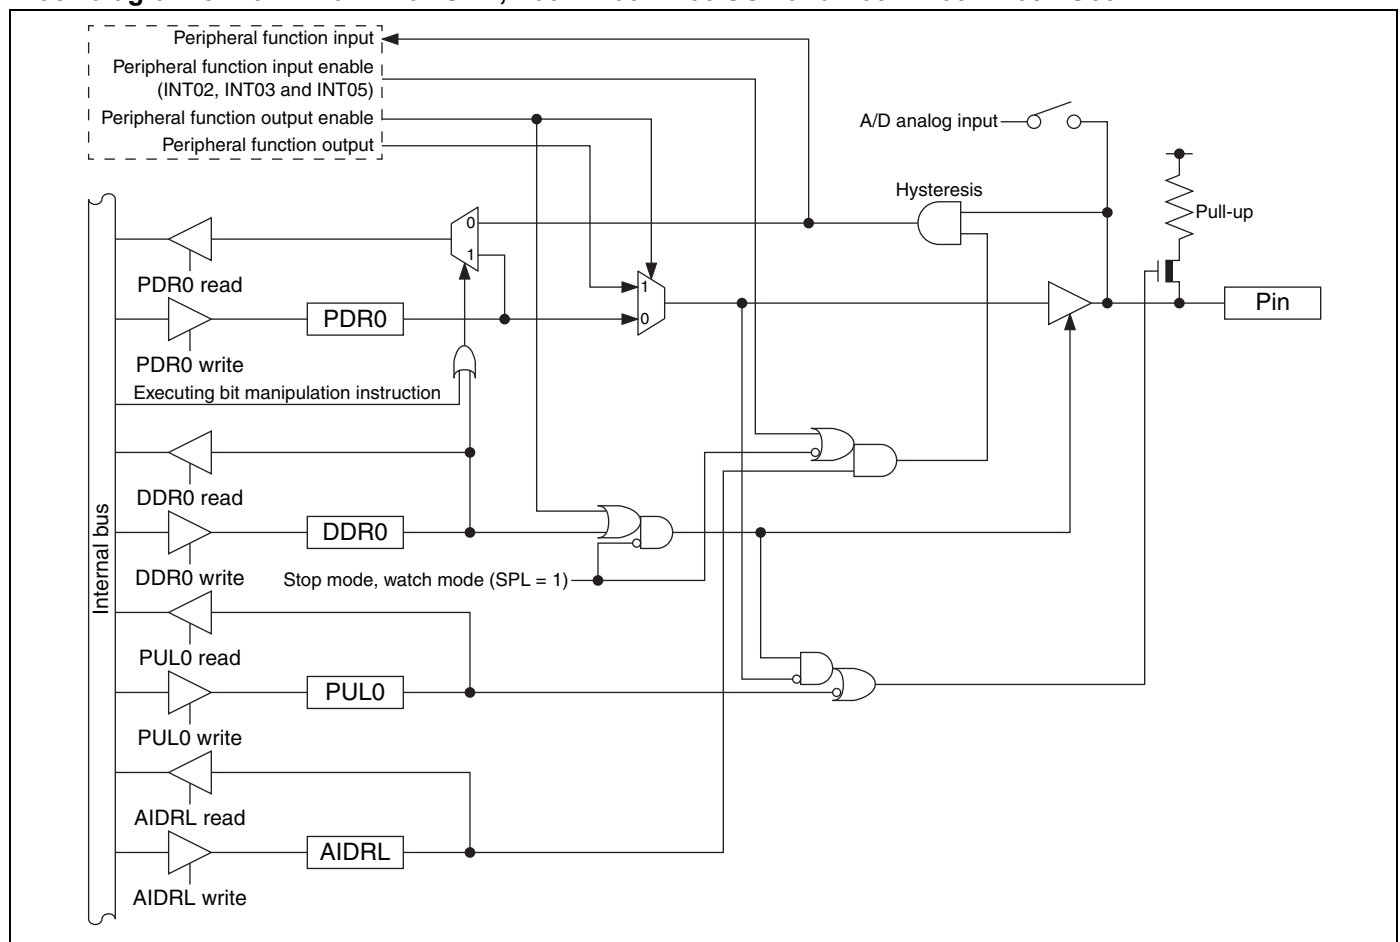 Peripheral function input
Peripheral function input enable
(INT02, INT03 and INT05)
Peripheral function output enable
Peripheral function output
A/D analog input
Hysteresis
Pull-up
0
1
PDR0 read
1
0
Pin
PDR0
PDR0 write
Executing bit manipulation instruction
DDR0 read
DDR0
DDR0 write
Stop mode, watch mode (SPL = 1)
Internal bus
PUL0 read
PUL0
PUL0 write
AIDRL read
AIDRL
AIDRL write